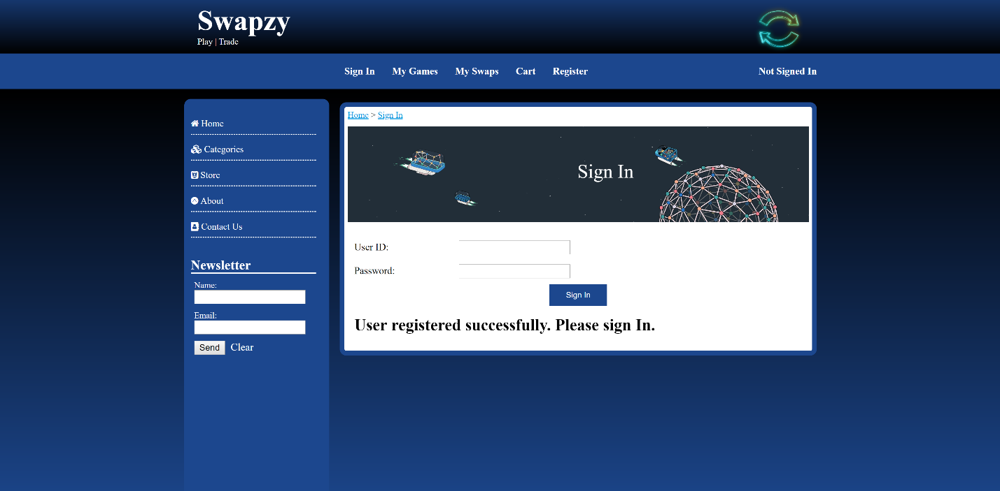 Swapzy
Play | Trade
Sign In My Games My Swaps Cart Register Not Signed In
Home
Categories
Store
About
Contact Us
Newsletter
Name:
Email:
Send Clear
Home > Sign In
Sign In
User ID:
Password:
Sign In
User registered successfully. Please sign In.